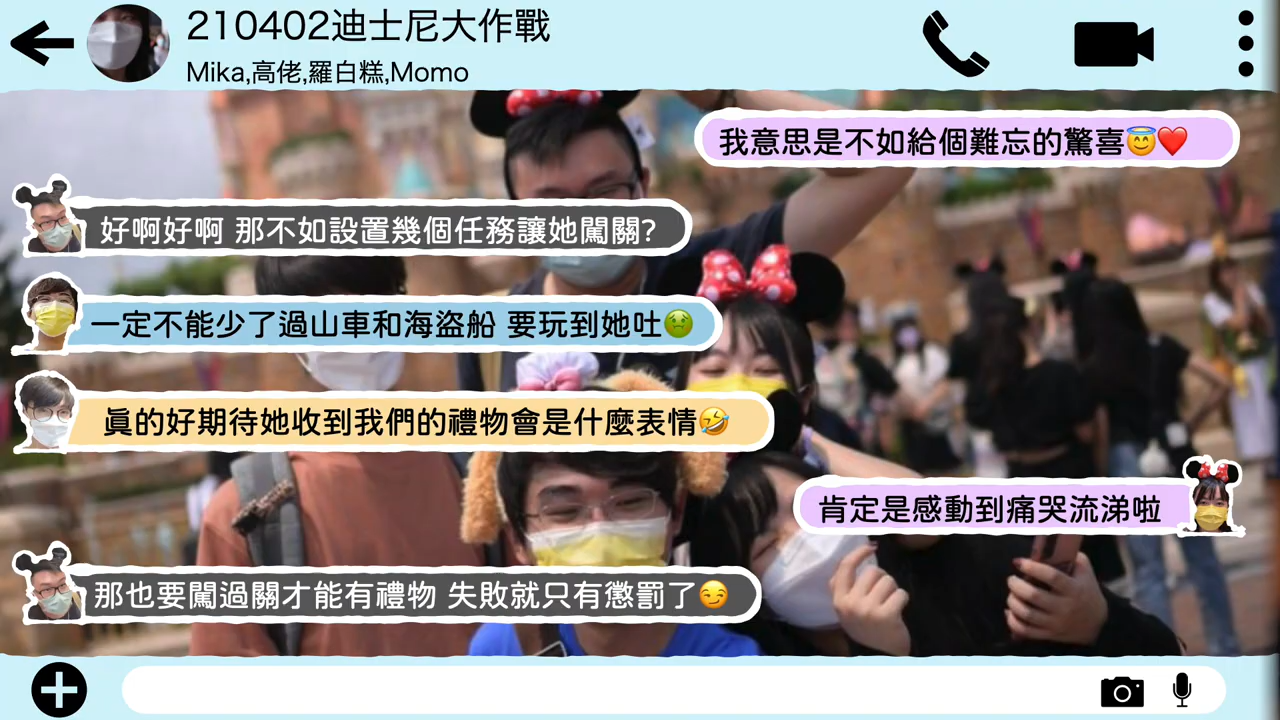 210402迪士尼大作戰
Mika,高佬,羅白糕,Momo
我意思是不如給個難忘的驚喜😇❤️
好啊好啊 那不如設置幾個任務讓她闖關?
一定不能少了過山車和海盜船 要玩到她吐🤢
真的好期待她收到我們的禮物會是什麼表情🤣
肯定是感動到痛哭流涕啦
那也要闖過關才能有禮物 失敗就只有懲罰了😏